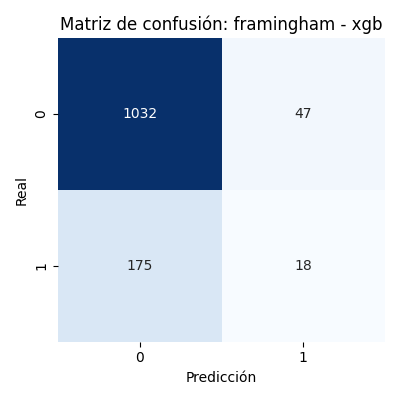 Matriz de confusión: framingham - xgb
0
1032
47
Real
1
175
18
0
1
Predicción